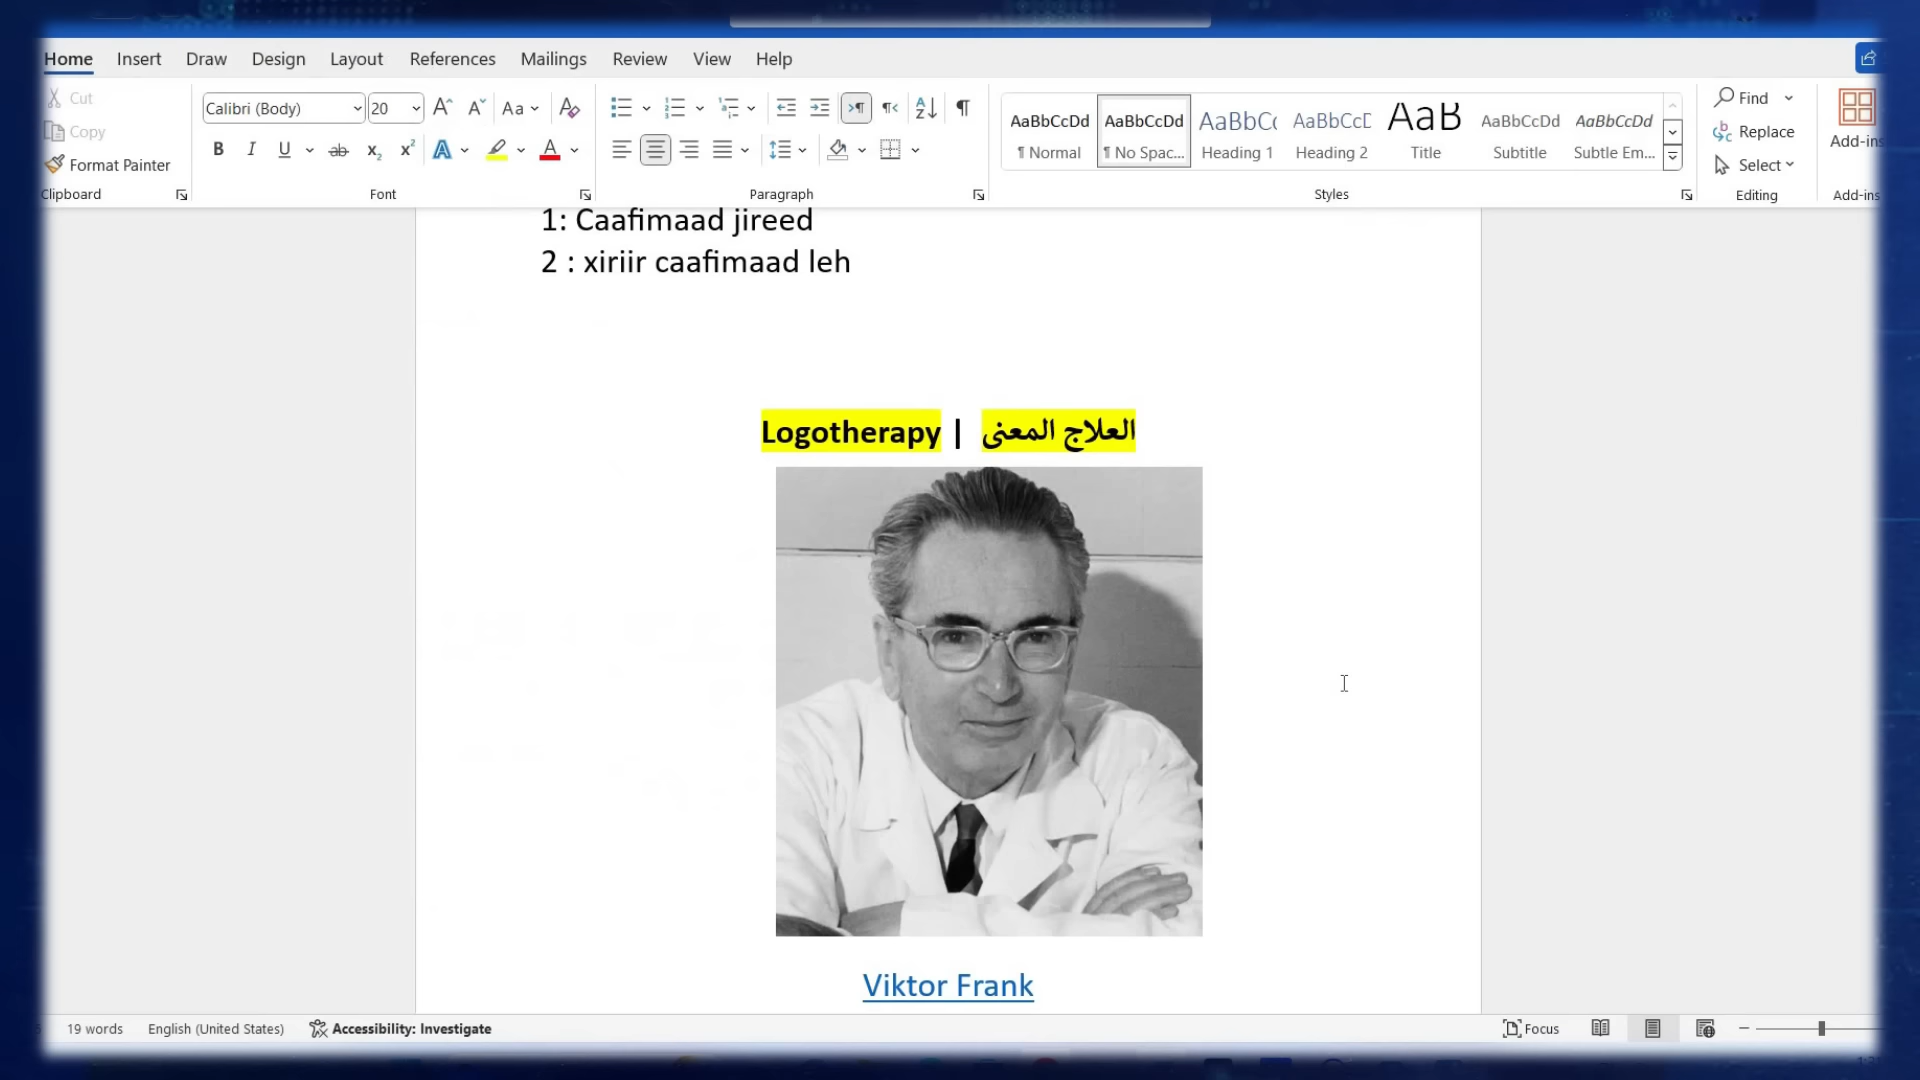 Home Insert Draw Design Layout References Mailings Review View Help
Cut
Copy
Format Painter
Clipboard
Calibri (Body) 20
Font
Paragraph
AaBbCcDd AaBbCcDd AaBbC AaBbCcD AaB AaBbCcDd AaBbCcDd
¶ Normal ¶ No Spac... Heading 1 Heading 2 Title Subtitle Subtle Em...
Styles
Find
Replace
Select
Editing
Add-ins
Add-ins
1: Caafimaad jireed
2 : xiriir caafimaad leh
Logotherapy | العلاج المعنى
Viktor Frank
19 words English (United States) Accessibility: Investigate
Focus